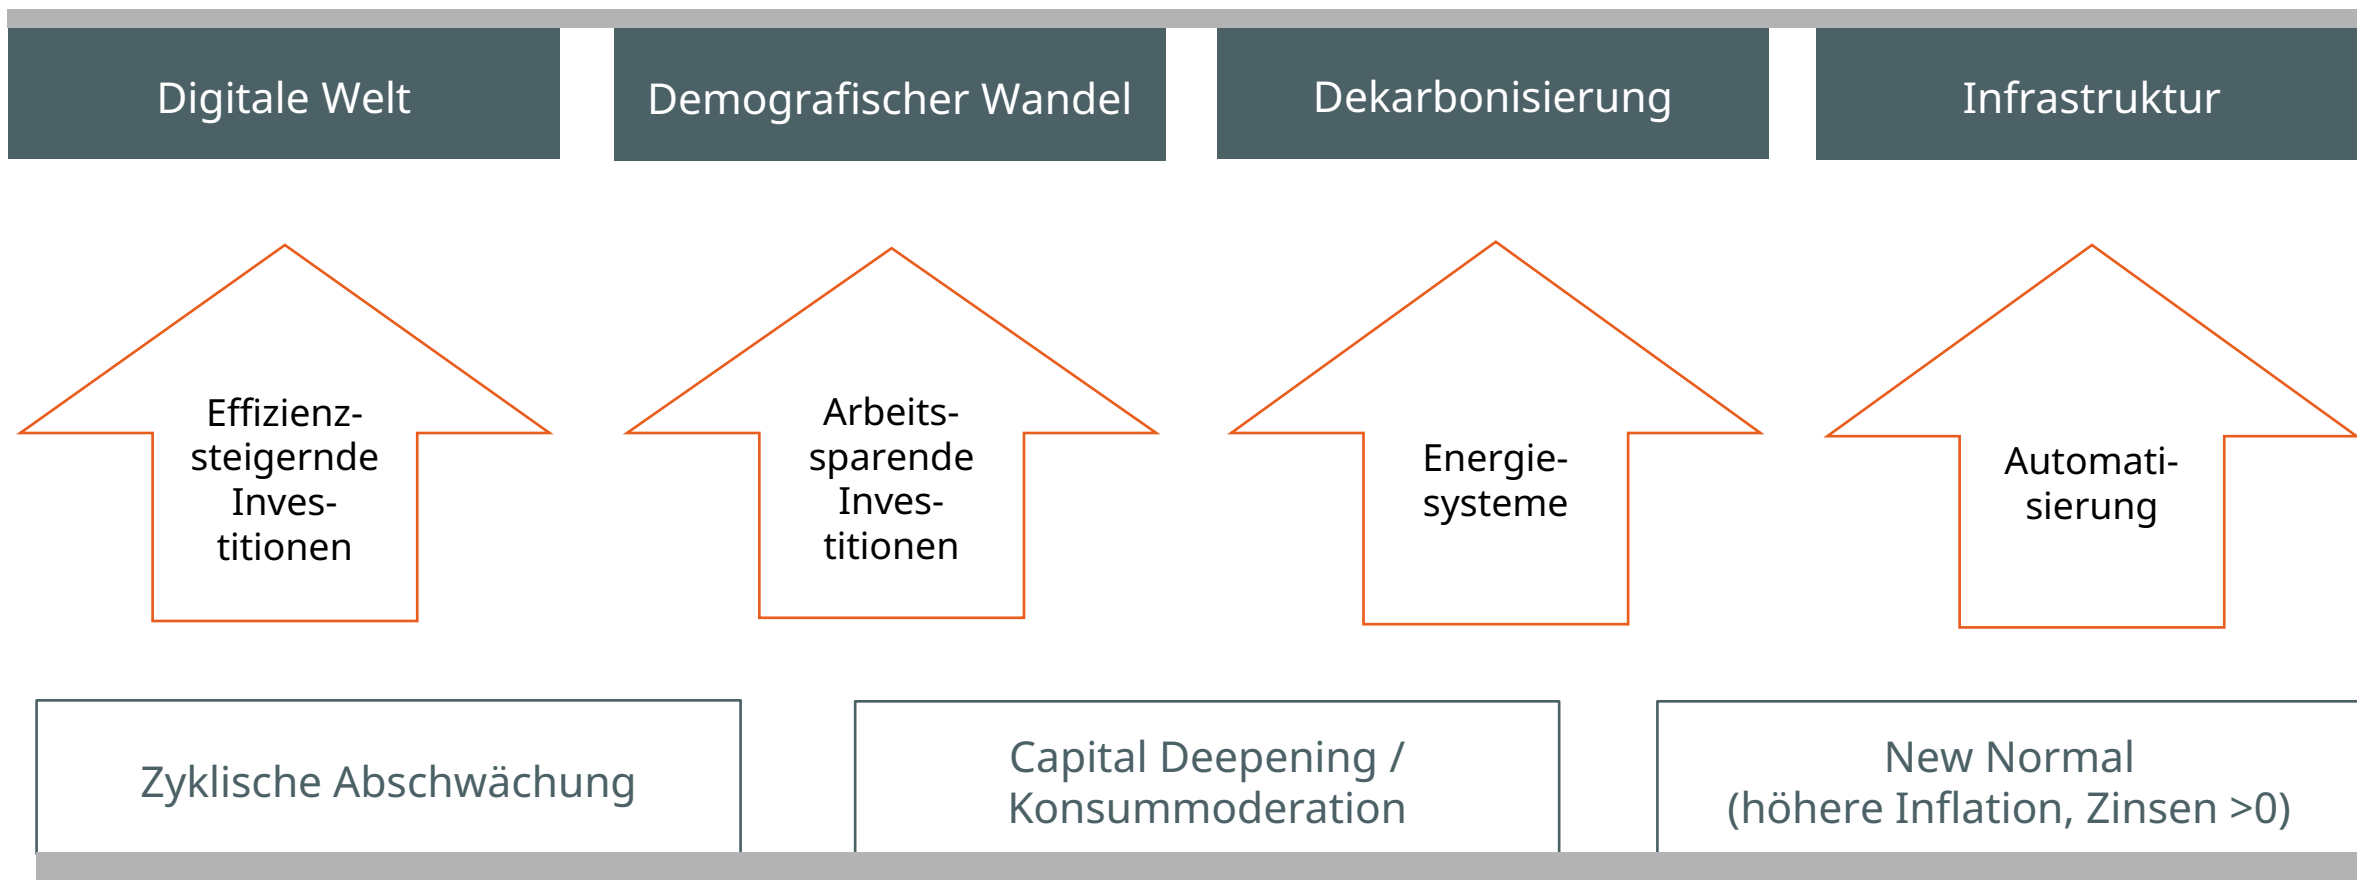 Digitale Welt
Demografischer Wandel
Dekarbonisierung
Infrastruktur
Effizienz-
steigernde
Inves-
titionen
Arbeits-
sparende
Inves-
titionen
Energie-
systeme
Automati-
sierung
Zyklische Abschwächung
Capital Deepening /
Konsummoderation
New Normal
(höhere Inflation, Zinsen >0)